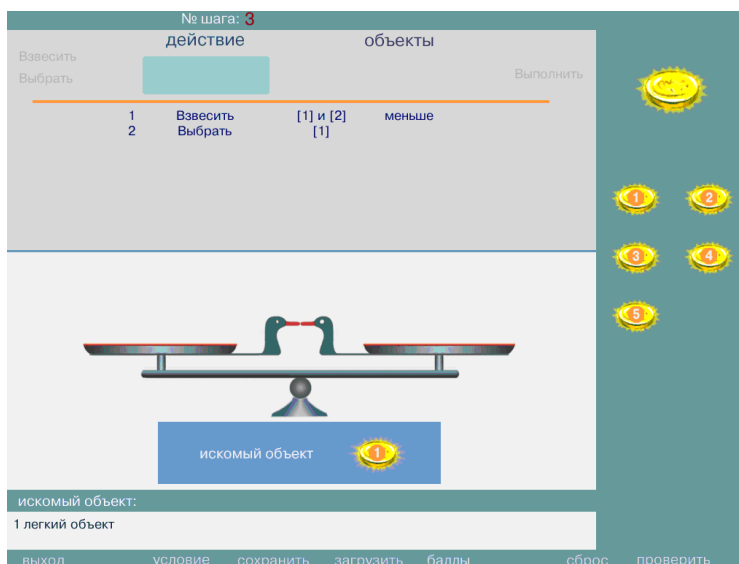 № шага: 3
действие объекты
Взвесить
Выбрать
Выполнить
1 Взвесить [1] и [2] меньше
2 Выбрать [1]
1 2
3 4
5
искомый объект 1
искомый объект:
1 легкий объект
выход условие сохранить загрузить баллы сброс проверить